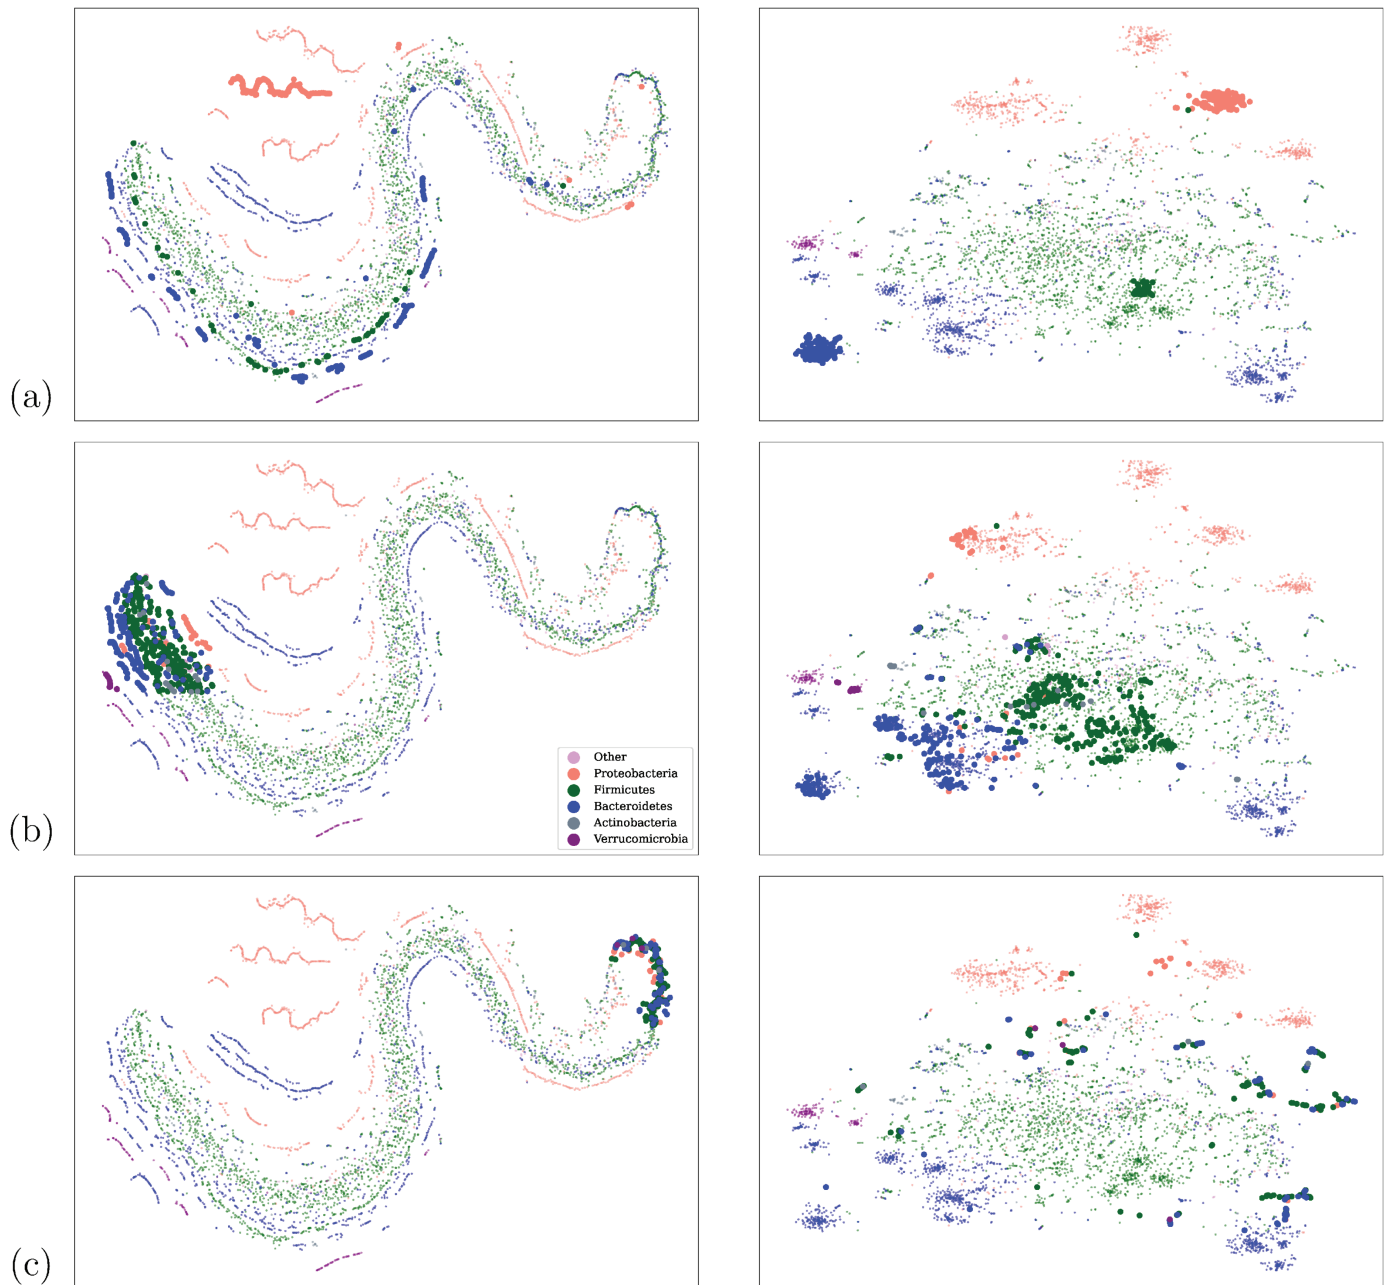 (a)
Other
Proteobacteria
Firmicutes
Bacteroidetes
Actinobacteria
Verrucomicrobia
(b)
(c)